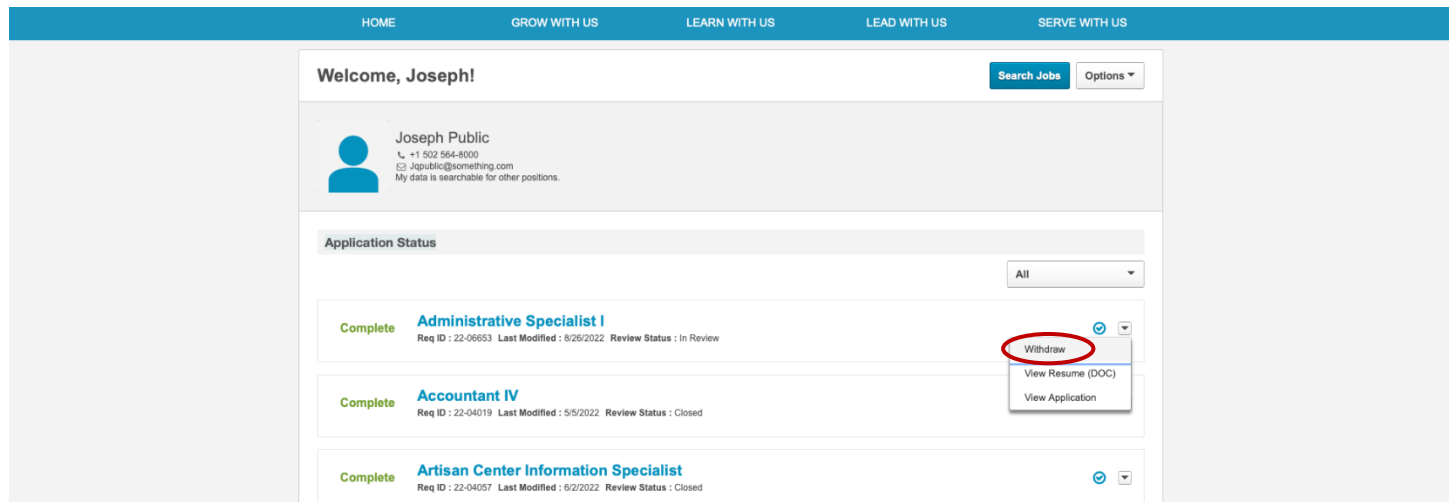 HOME GROW WITH US LEARN WITH US LEAD WITH US SERVE WITH US
Welcome, Joseph!
Search Jobs Options
Joseph Public
+1 502 564-8000
Jqpublic@something.com
My data is searchable for other positions.
Application Status
All
Complete Administrative Specialist I
Req ID : 22-06653 Last Modified : 8/26/2022 Review Status : In Review
Withdraw
View Resume (DOC)
View Application
Complete Accountant IV
Req ID : 22-04019 Last Modified : 5/5/2022 Review Status : Closed
Complete Artisan Center Information Specialist
Req ID : 22-04057 Last Modified : 6/2/2022 Review Status : Closed